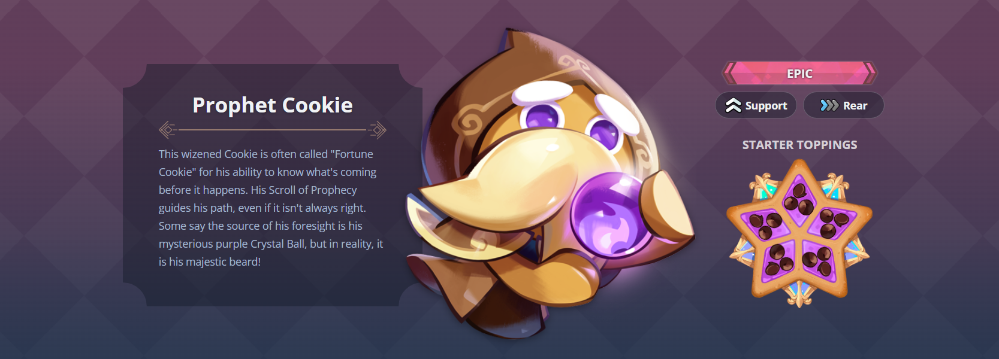 Prophet Cookie
This wizened Cookie is often called "Fortune
Cookie" for his ability to know what's coming
before it happens. His Scroll of Prophecy
guides his path, even if it isn't always right.
Some say the source of his foresight is his
mysterious purple Crystal Ball, but in reality, it
is his majestic beard!
EPIC
Support
Rear
STARTER TOPPINGS